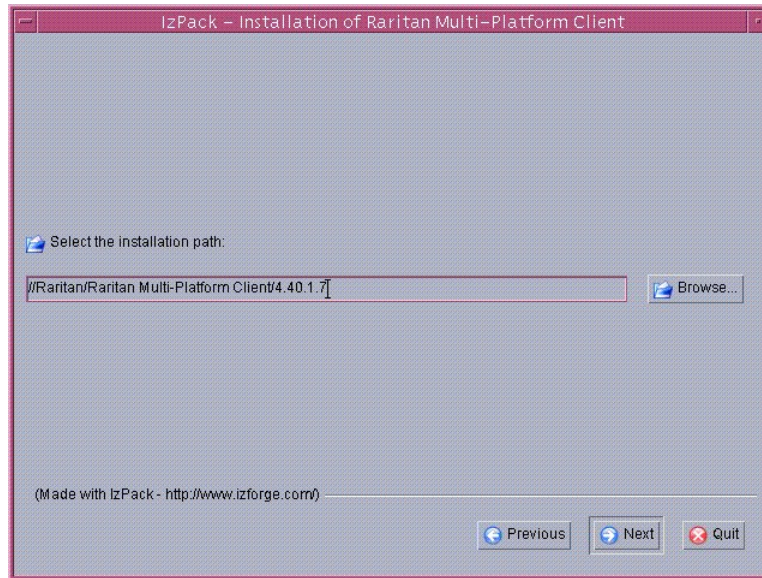 IzPack – Installation of Raritan Multi–Platform Client
Select the installation path:
//Raritan/Raritan Multi-Platform Client/4.40.1.7
Browse...
(Made with IzPack - http://www.izforge.com/)
Previous
Next
Quit